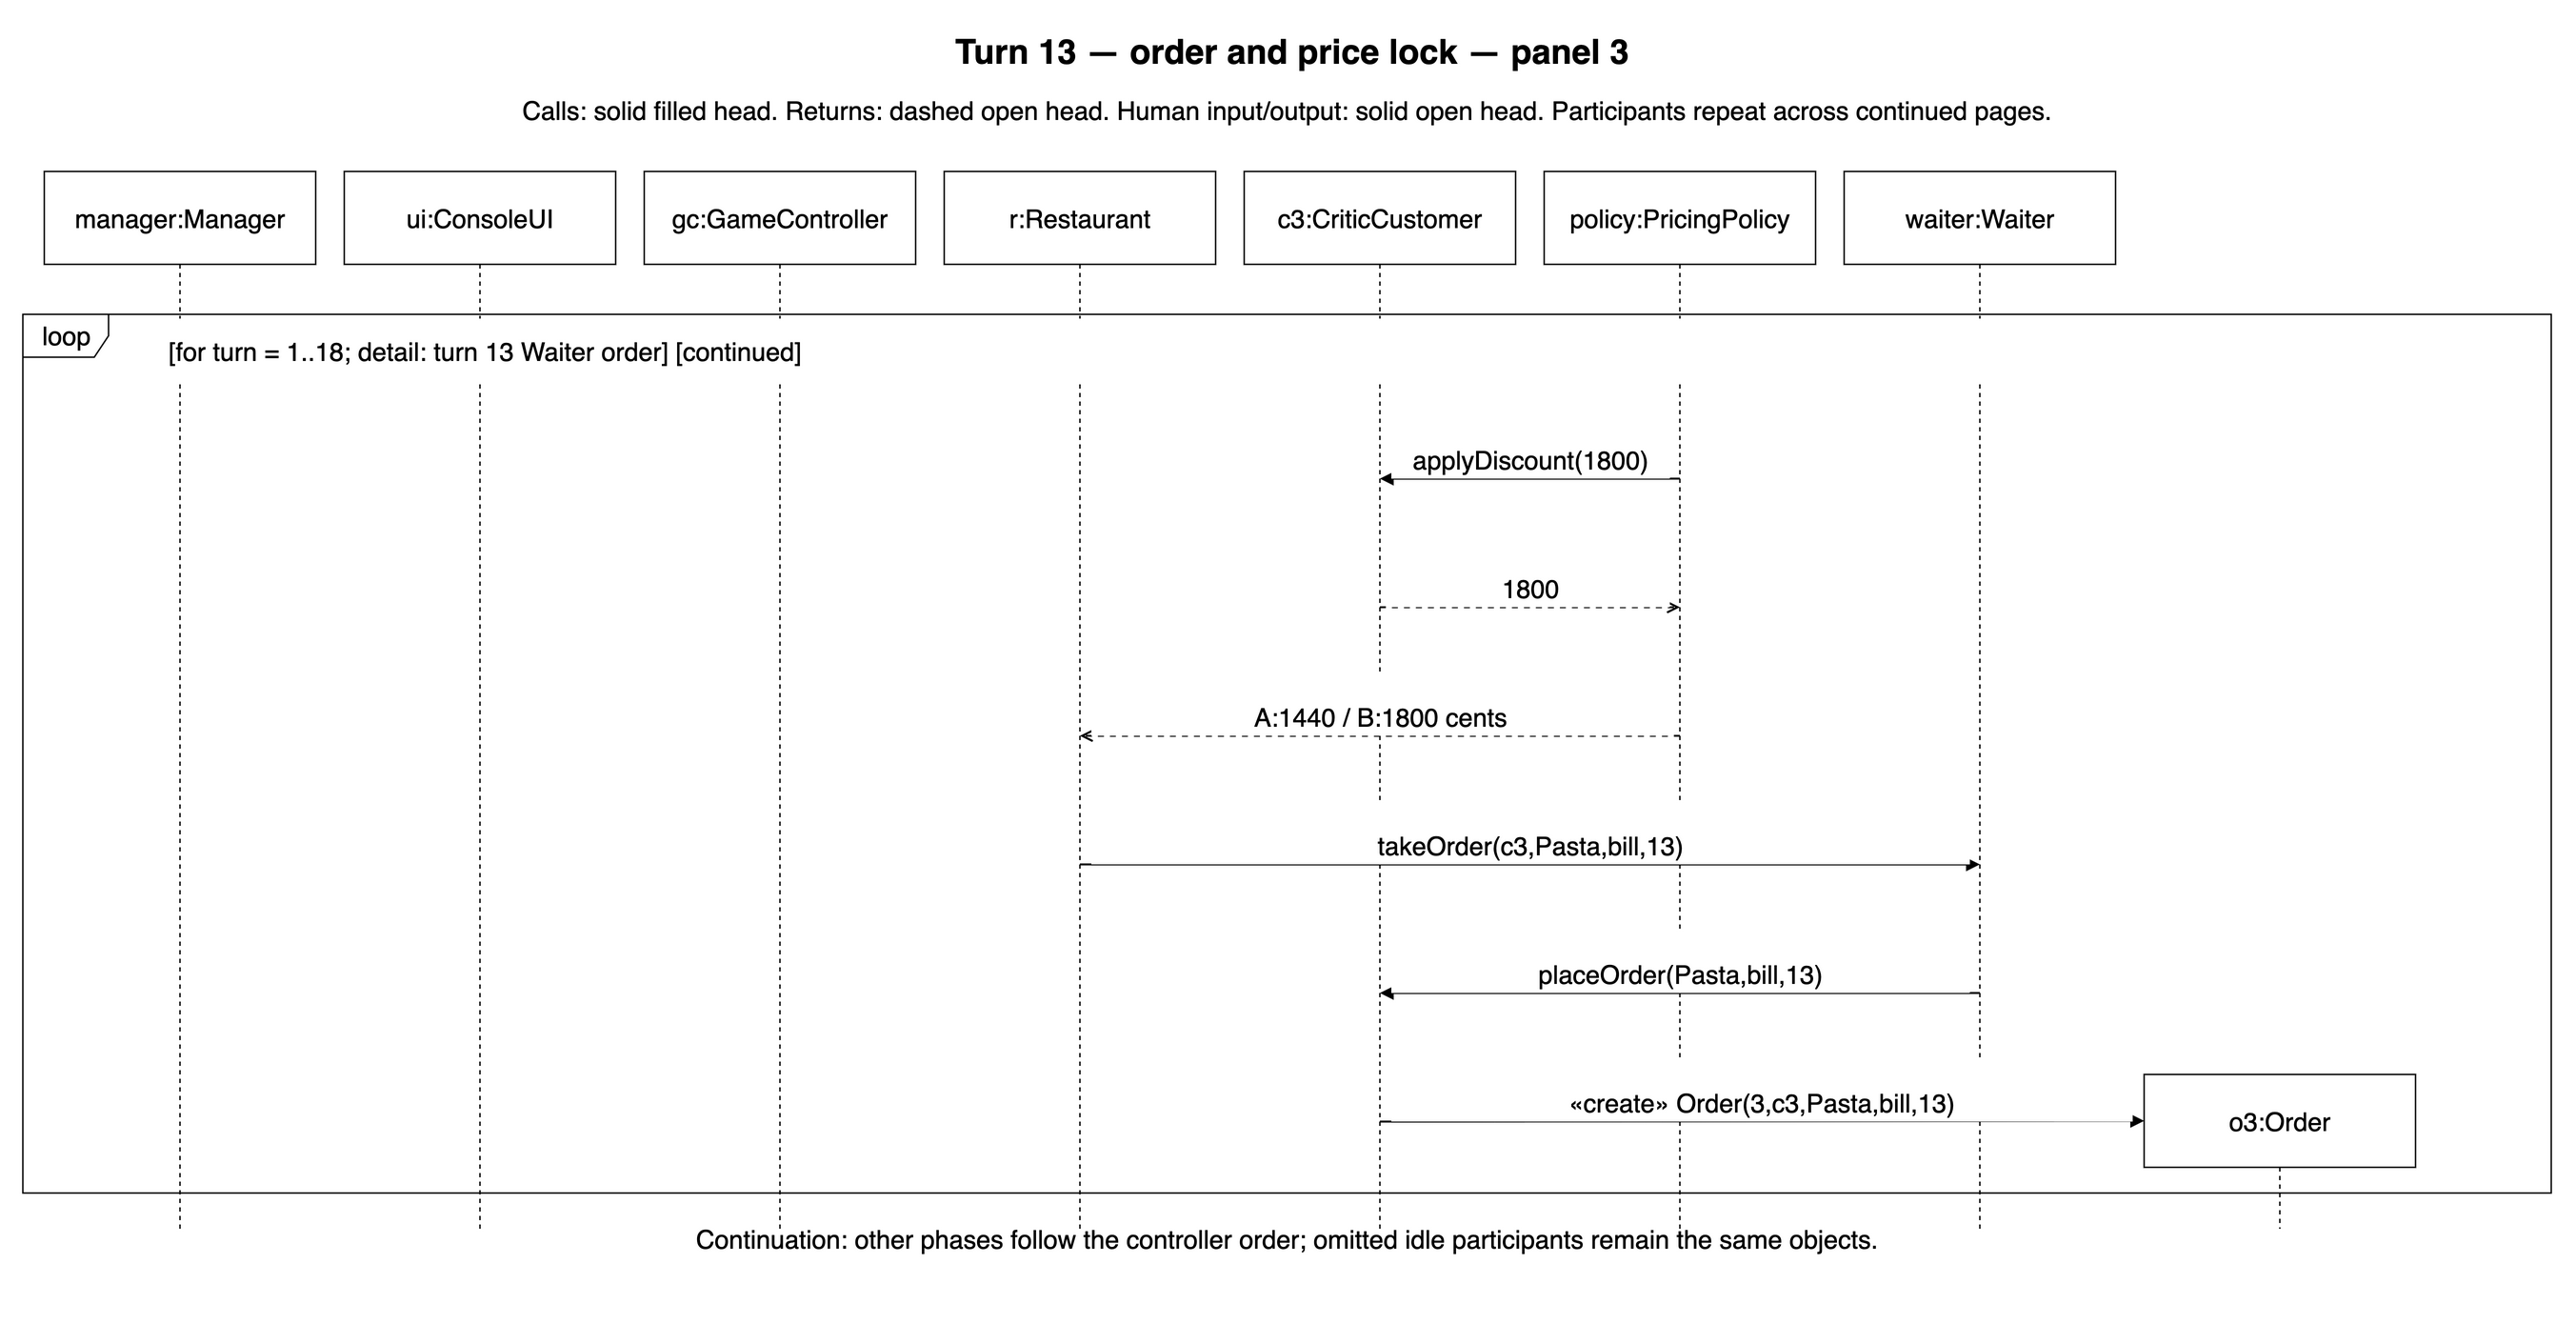 Turn 13 — order and price lock — panel 3
Calls: solid filled head. Returns: dashed open head. Human input/output: solid open head. Participants repeat across continued pages.
manager:Manager
ui:ConsoleUI
gc:GameController
r:Restaurant
c3:CriticCustomer
policy:PricingPolicy
waiter:Waiter
loop
[for turn = 1..18; detail: turn 13 Waiter order] [continued]
applyDiscount(1800)
1800
A:1440 / B:1800 cents
takeOrder(c3,Pasta,bill,13)
placeOrder(Pasta,bill,13)
«create» Order(3,c3,Pasta,bill,13)
o3:Order
Continuation: other phases follow the controller order; omitted idle participants remain the same objects.